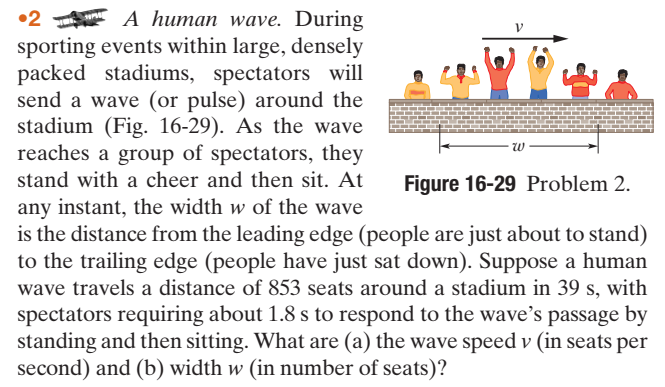 •2 A human wave. During
sporting events within large, densely
packed stadiums, spectators will
send a wave (or pulse) around the
stadium (Fig. 16-29). As the wave
reaches a group of spectators, they
stand with a cheer and then sit. At
any instant, the width w of the wave
is the distance from the leading edge (people are just about to stand)
to the trailing edge (people have just sat down). Suppose a human
wave travels a distance of 853 seats around a stadium in 39 s, with
spectators requiring about 1.8 s to respond to the wave's passage by
standing and then sitting. What are (a) the wave speed v (in seats per
second) and (b) width w (in number of seats)?
v
w
Figure 16-29 Problem 2.